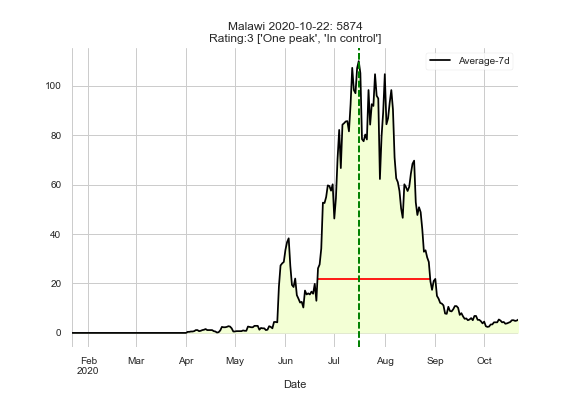 Malawi 2020-10-22: 5874
Rating:3 ['One peak', 'In control']
Average-7d
100
80
60
40
20
0
Feb Mar Apr May Jun Jul Aug Sep Oct
2020
Date